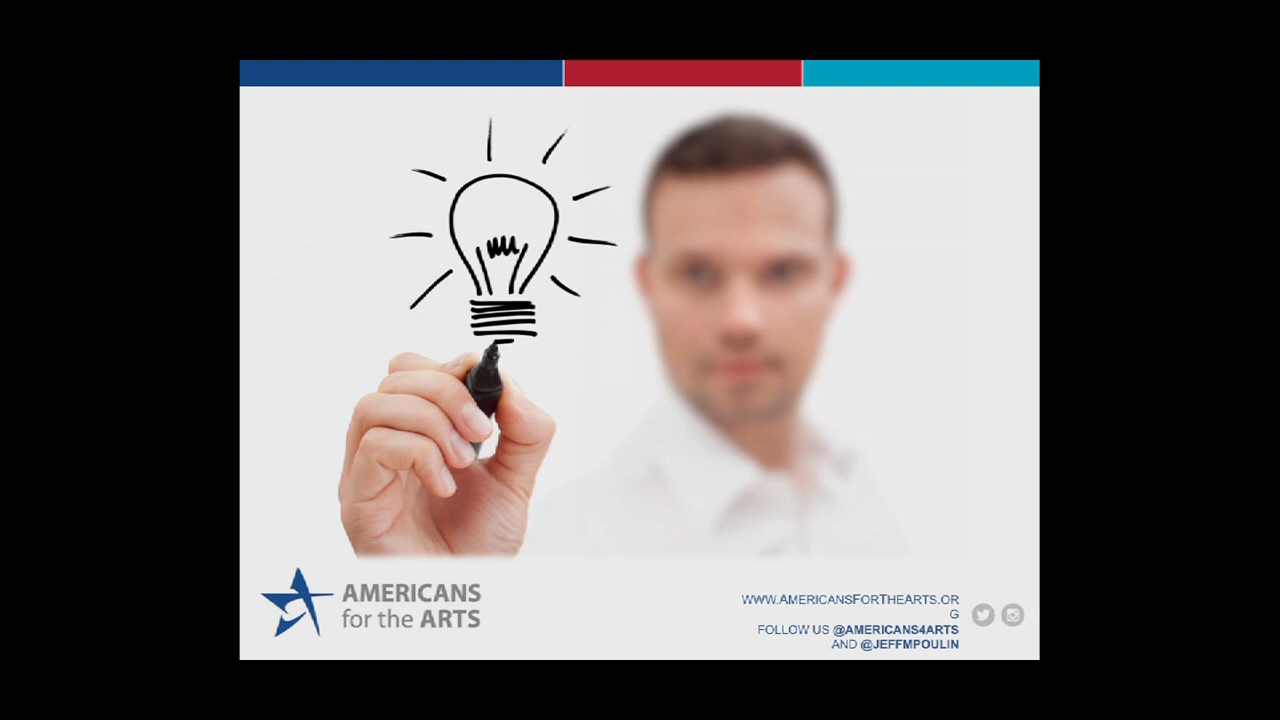 AMERICANS
for the ARTS
WWW.AMERICANSFORTHEARTS.OR
G
FOLLOW US @AMERICANS4ARTS
AND @JEFFMPOULIN